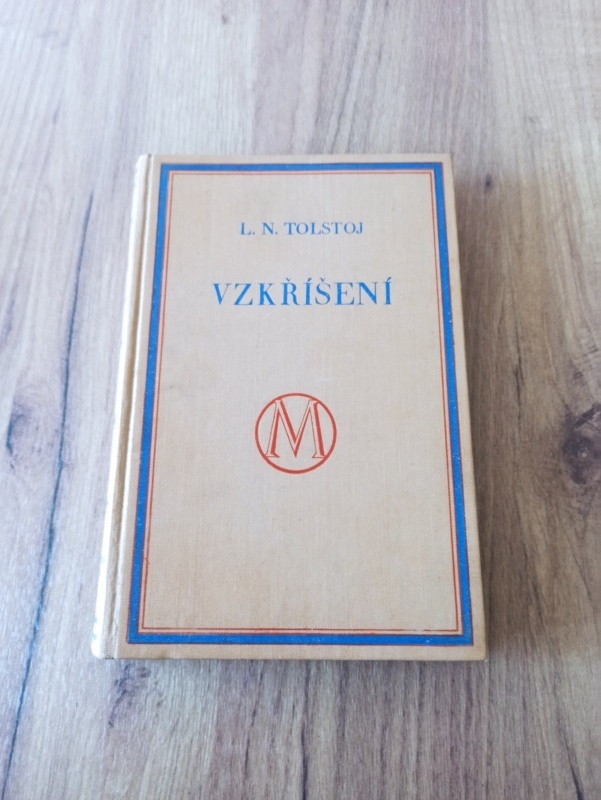 L. N. TOLSTOJ
VZKŘÍŠENÍ
M